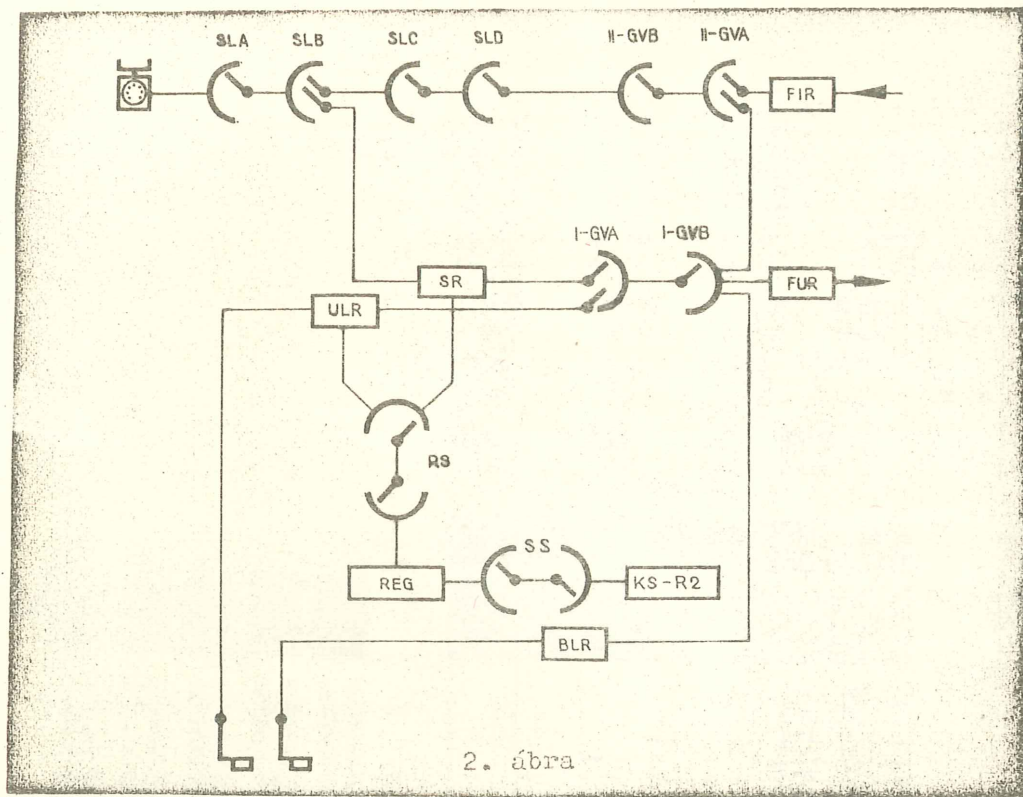 SLA SLB SLC SLD II-GVB II-GVA
FIR
I-GVA I-GVB
SR FUR
ULR
RS
SS
REG KS-R2
BLR
2. ábra